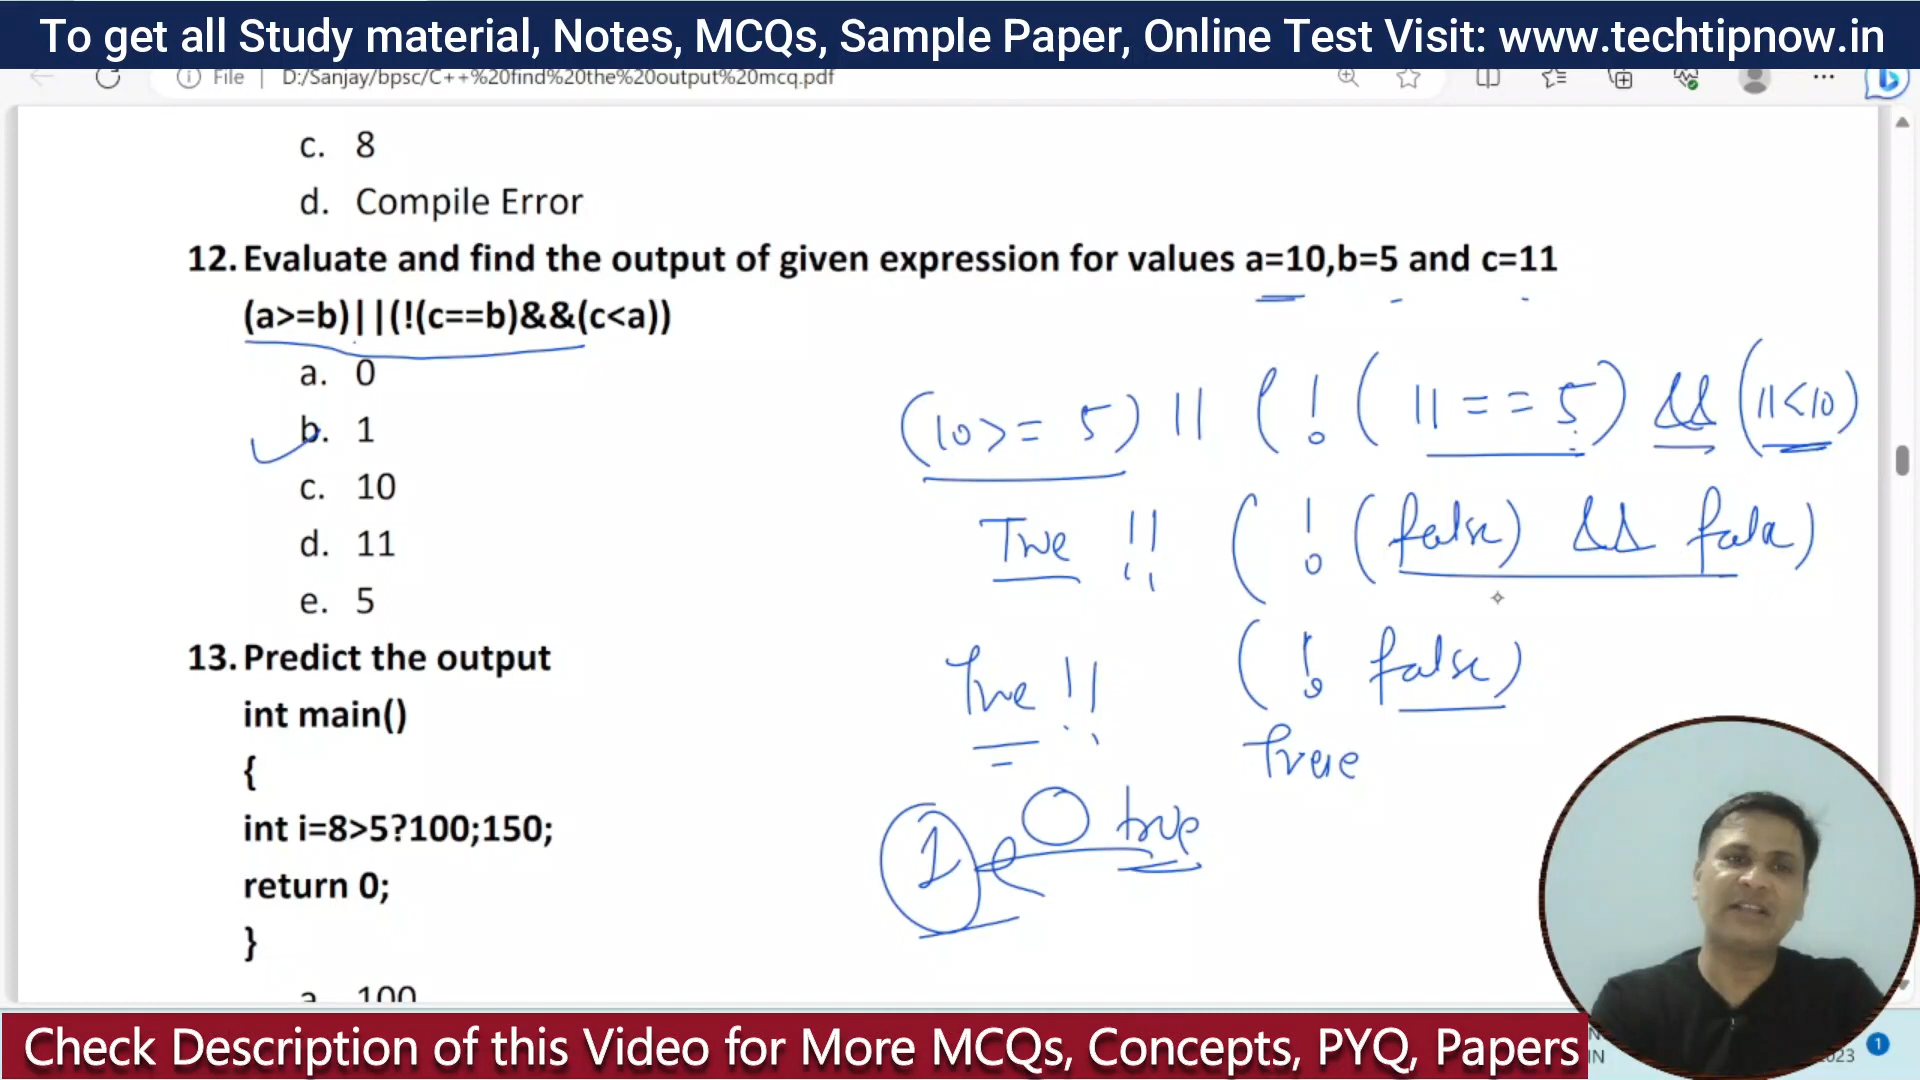 To get all Study material, Notes, MCQs, Sample Paper, Online Test Visit: www.techtipnow.in
File | D:/Sanjay/bpsc/C++%20find%20the%20output%20mcq.pdf
c. 8
d. Compile Error
12. Evaluate and find the output of given expression for values a=10,b=5 and c=11
(a>=b)||(!(c==b)&&(c<a))
a. 0
b. 1
c. 10
d. 11
e. 5
(10>= 5) || ( ! ( 11 == 5) && (11<10)
True || ( ! (false) && false)
True || ( ! false)
True
true
1
13. Predict the output
int main()
{
int i=8>5?100;150;
return 0;
}
a. 100
Check Description of this Video for More MCQs, Concepts, PYQ, Papers
IN
2023
1